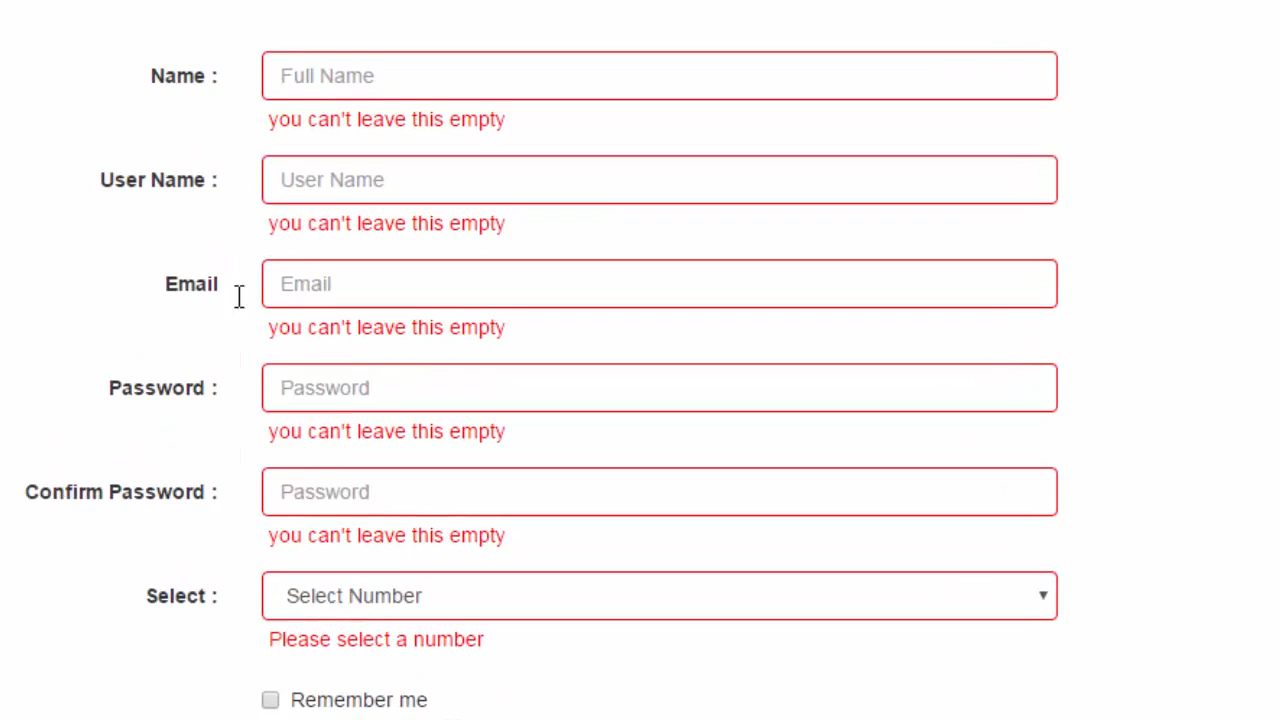 Name : Full Name
you can't leave this empty
User Name : User Name
you can't leave this empty
Email Email
you can't leave this empty
Password : Password
you can't leave this empty
Confirm Password : Password
you can't leave this empty
Select : Select Number
Please select a number
Remember me